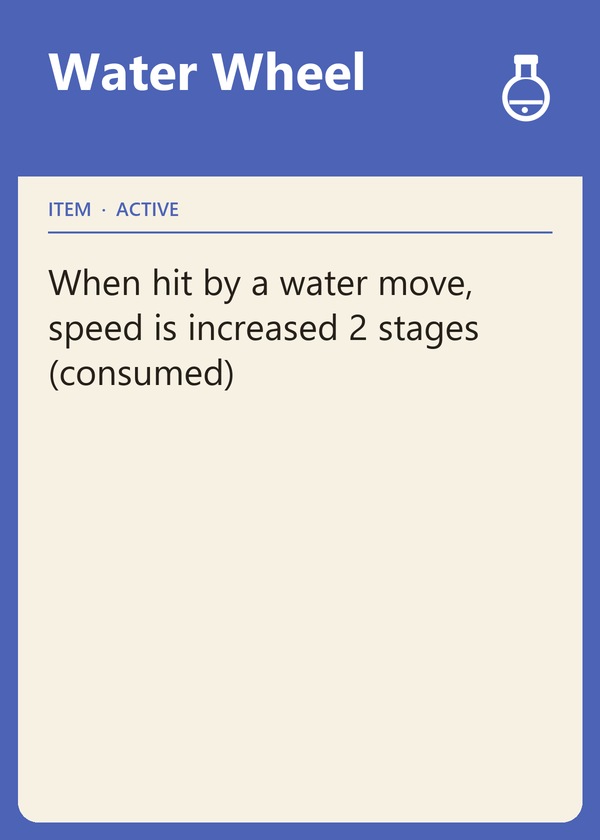 Water Wheel
ITEM · ACTIVE
When hit by a water move,
speed is increased 2 stages
(consumed)